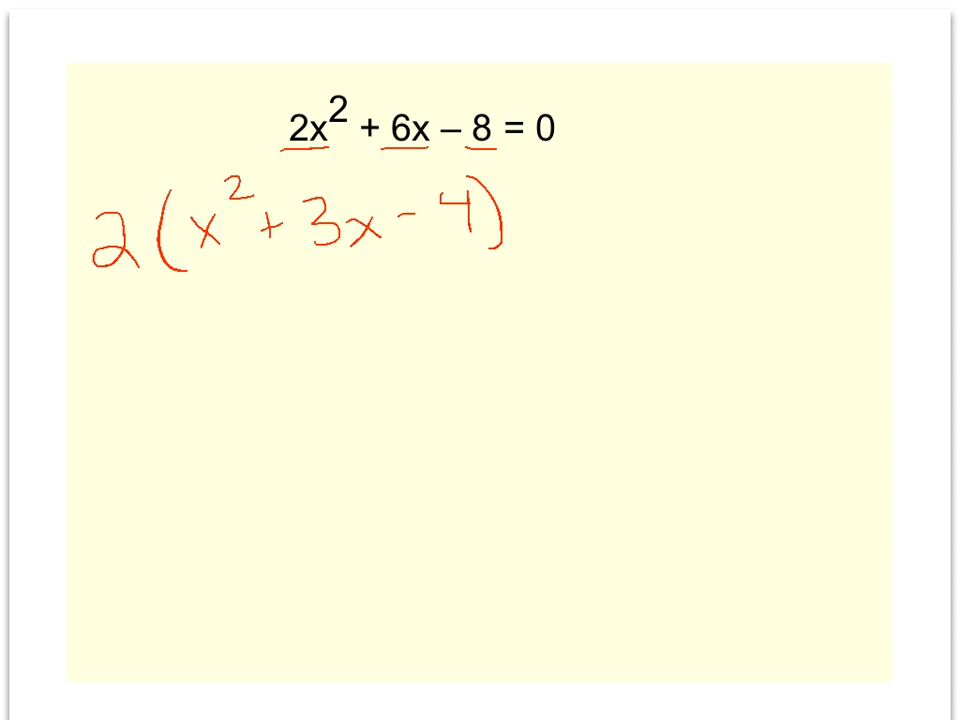 2x² + 6x – 8 = 0
2(x² + 3x - 4)